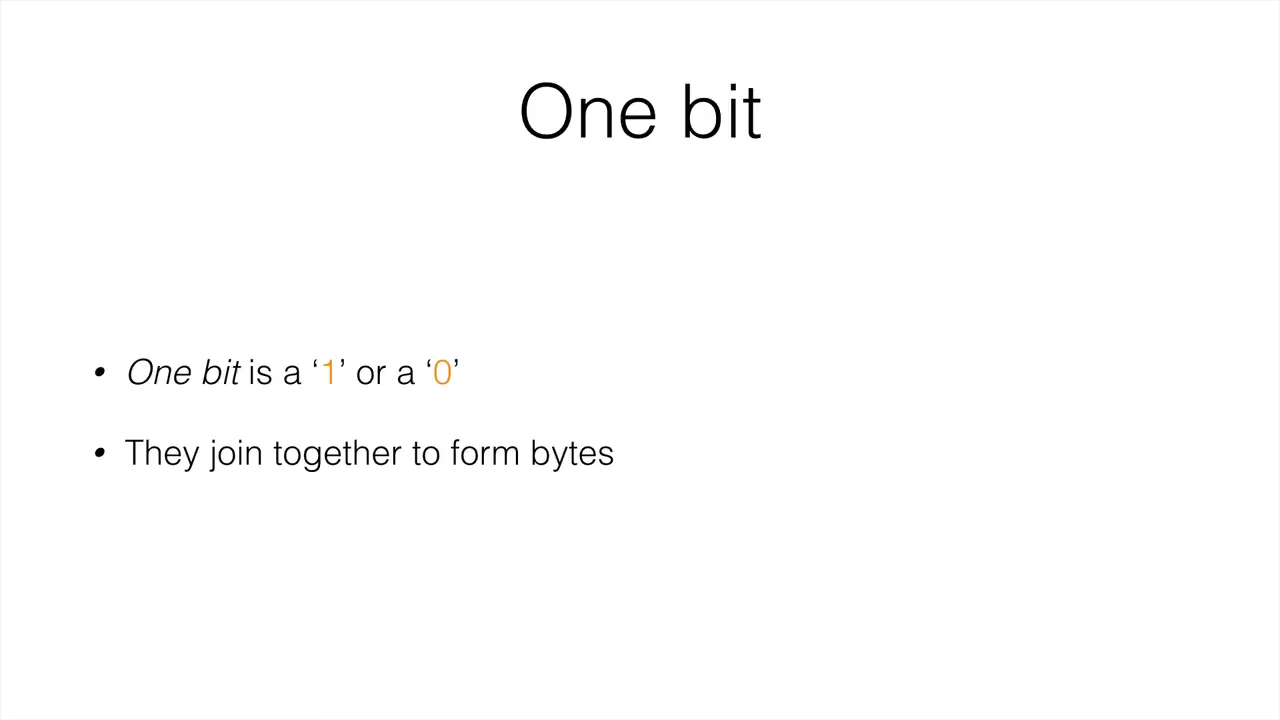 One bit
• One bit is a ‘1’ or a ‘0’
• They join together to form bytes